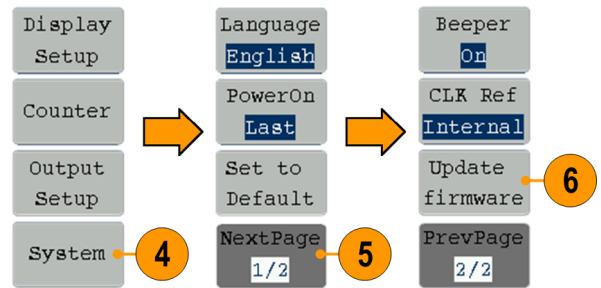 Display
Setup
Counter
Output
Setup
System
4
Language
English
PowerOn
Last
Set to
Default
NextPage
1/2
5
Beeper
On
CLK Ref
Internal
Update
firmware
6
PrevPage
2/2